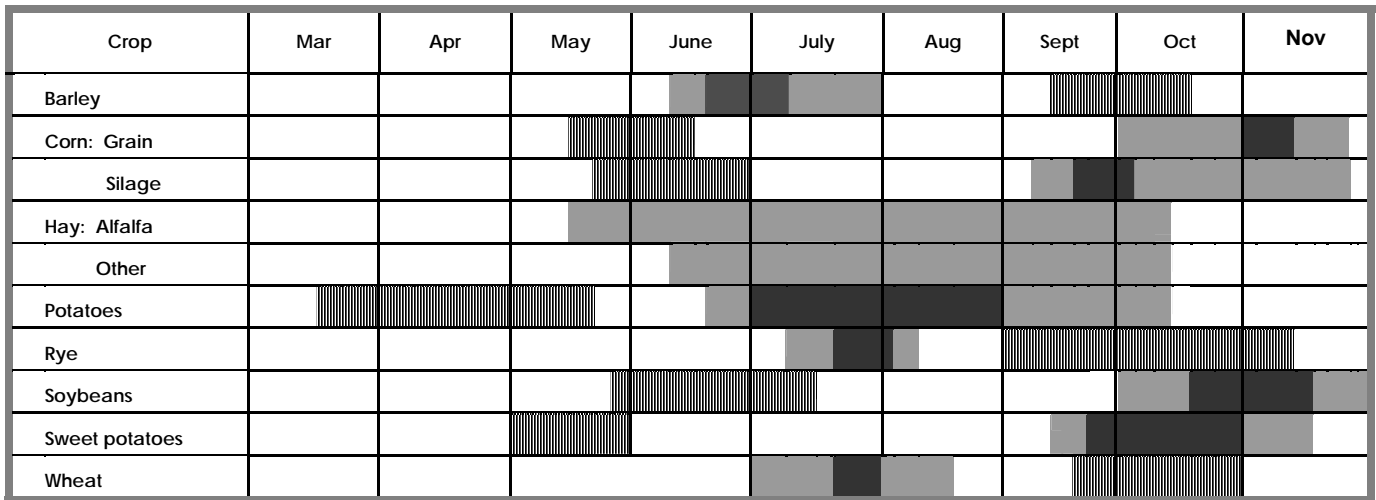 Crop Mar Apr May June July Aug Sept Oct Nov
Barley
Corn: Grain
Silage
Hay: Alfalfa
Other
Potatoes
Rye
Soybeans
Sweet potatoes
Wheat